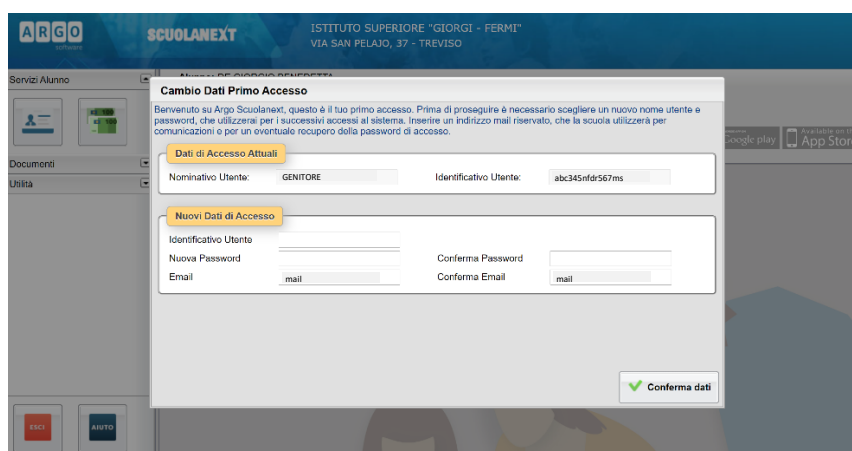 ARGO
software
SCUOLANEXT
ISTITUTO SUPERIORE "GIORGI - FERMI"
VIA SAN PELAJO, 37 - TREVISO
Servizi Alunno
Documenti
Utilità
Google play
Available on the
App Store
Cambio Dati Primo Accesso
Benvenuto su Argo Scuolanext, questo è il tuo primo accesso. Prima di proseguire è necessario scegliere un nuovo nome utente e
password, che utilizzerai per i successivi accessi al sistema. Inserire un indirizzo mail riservato, che la scuola utilizzerà per
comunicazioni e per un eventuale recupero della password di accesso.
Dati di Accesso Attuali
Nominativo Utente: GENITORE Identificativo Utente: abc345nfdr567ms
Nuovi Dati di Accesso
Identificativo Utente
Nuova Password Conferma Password
Email mail Conferma Email mail
Conferma dati
ESCI AIUTO